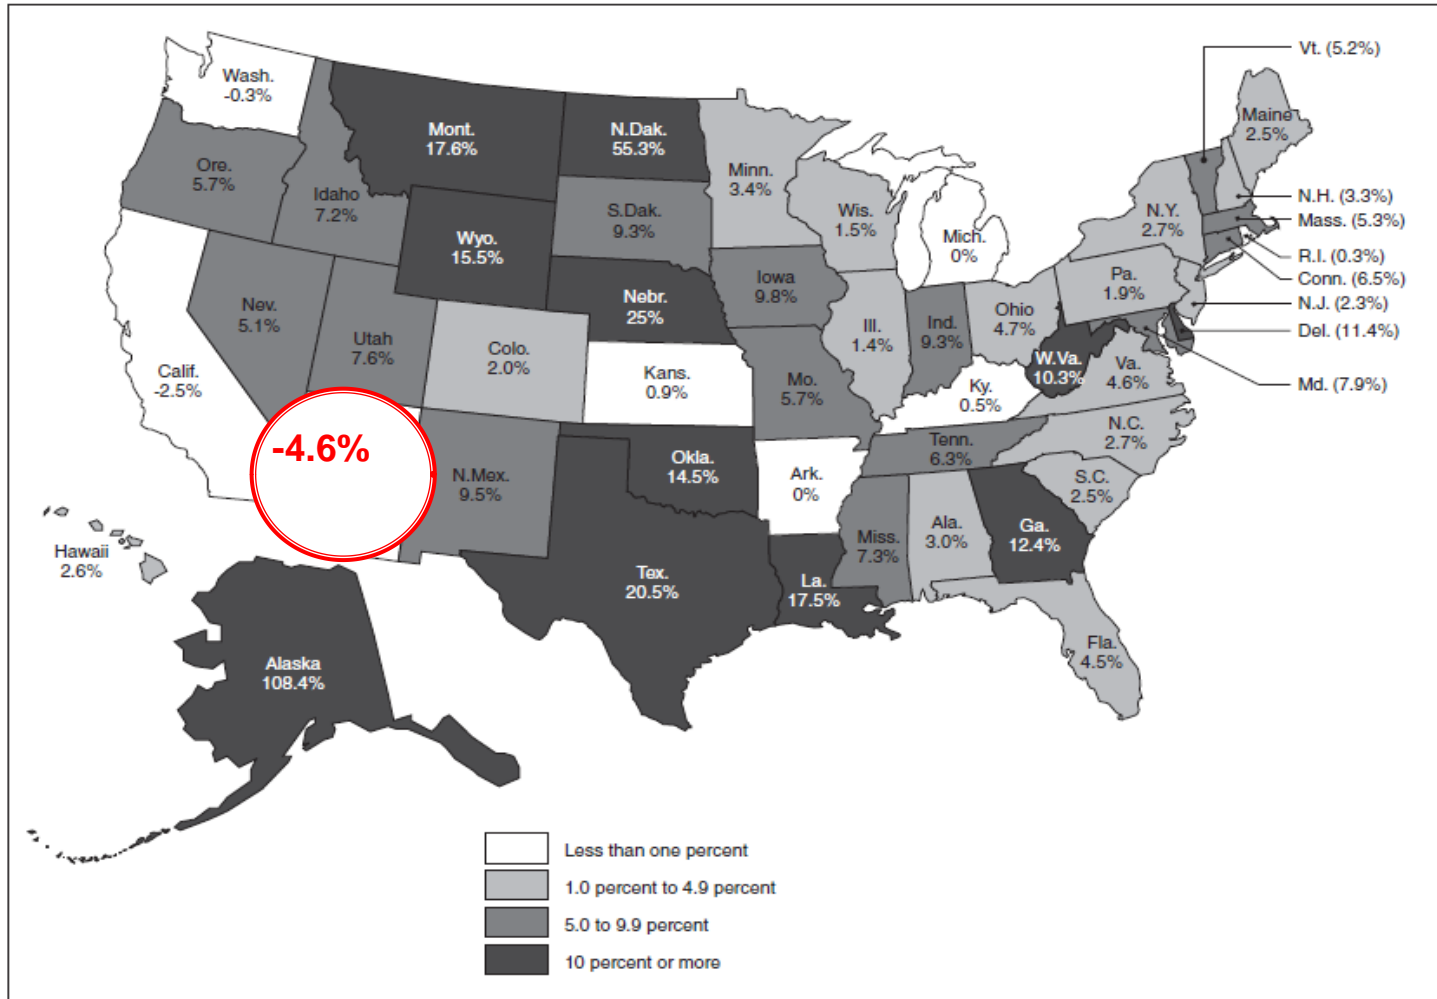 Vt. (5.2%)
Wash.
-0.3%
Mont.
17.6%
N.Dak.
55.3%
Minn.
3.4%
Maine
2.5%
Ore.
5.7%
Idaho
7.2%
S.Dak.
9.3%
Wis.
1.5%
Mich.
0%
N.Y.
2.7%
N.H. (3.3%)
Mass. (5.3%)
R.I. (0.3%)
Conn. (6.5%)
N.J. (2.3%)
Del. (11.4%)
Md. (7.9%)
Wyo.
15.5%
Nebr.
25%
Iowa
9.8%
Pa.
1.9%
Nev.
5.1%
Utah
7.6%
Colo.
2.0%
Ill.
1.4%
Ind.
9.3%
Ohio
4.7%
W.Va.
10.3%
Va.
4.6%
Calif.
-2.5%
Kans.
0.9%
Mo.
5.7%
Ky.
0.5%
N.C.
2.7%
-4.6%
N.Mex.
9.5%
Okla.
14.5%
Ark.
0%
Tenn.
6.3%
S.C.
2.5%
Hawaii
2.6%
Tex.
20.5%
La.
17.5%
Miss.
7.3%
Ala.
3.0%
Ga.
12.4%
Fla.
4.5%
Alaska
108.4%
Less than one percent
1.0 percent to 4.9 percent
5.0 to 9.9 percent
10 percent or more